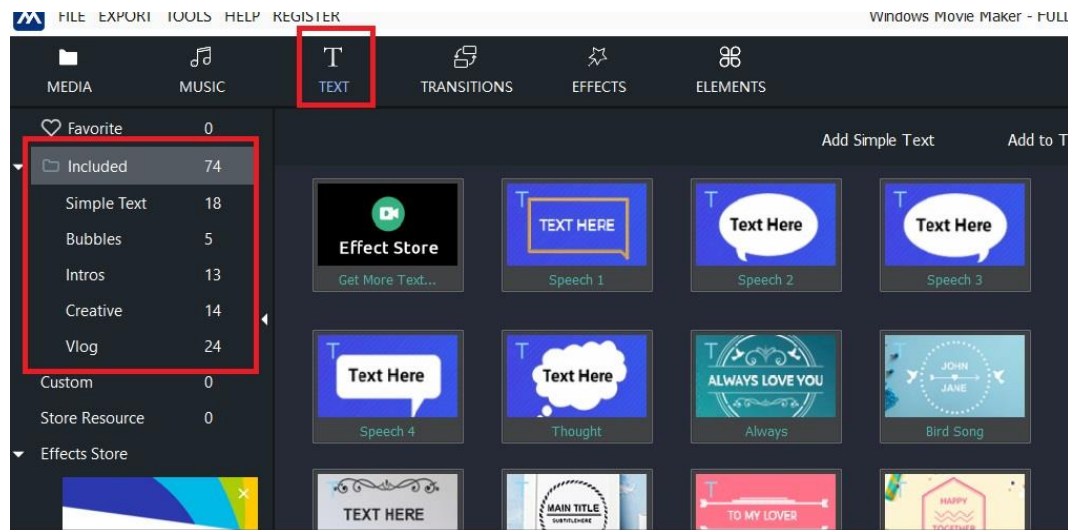 FILE EXPORT TOOLS HELP REGISTER
Windows Movie Maker - FULL
MEDIA MUSIC TEXT TRANSITIONS EFFECTS ELEMENTS
Favorite 0
Included 74
Simple Text 18
Bubbles 5
Intros 13
Creative 14
Vlog 24
Custom 0
Store Resource 0
Effects Store
Add Simple Text Add to T
Effect Store
TEXT HERE
Text Here
Text Here
Get More Text...
Speech 1
Speech 2
Speech 3
Text Here
Text Here
ALWAYS LOVE YOU
JOHN
JANE
Speech 4
Thought
Always
Bird Song
TEXT HERE
MAIN TITLE
SUBTITLEHERE
TO MY LOVER
HAPPY
TOGETHER